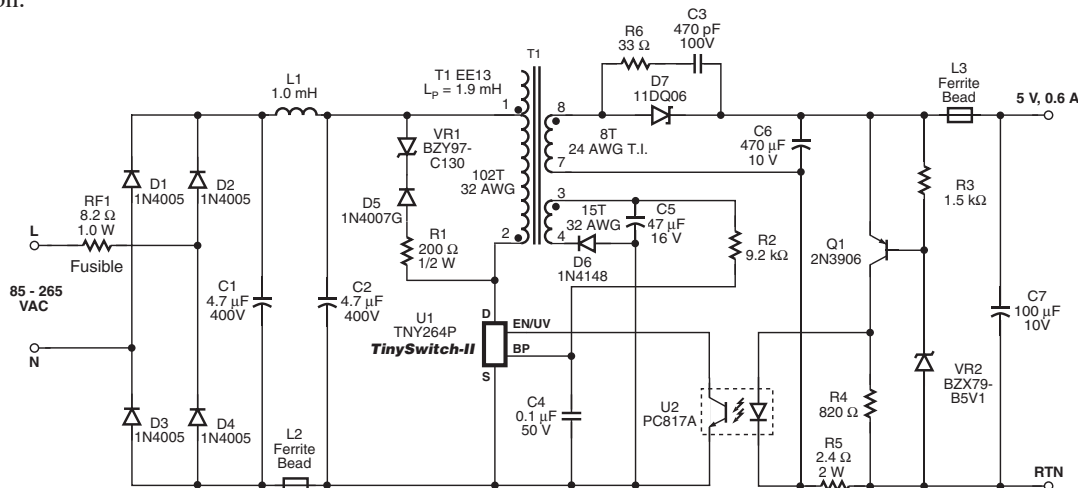 on.
C3
470 pF
100V
R6
33 Ω
T1
D7
11DQ06
L3
Ferrite
Bead
5 V, 0.6 A
L1
1.0 mH
T1 EE13
LP = 1.9 mH
1
8
8T
24 AWG T.I.
7
C6
470 µF
10 V
VR1
BZY97-
C130
102T
32 AWG
D1
1N4005
D2
1N4005
D5
1N4007G
3
15T
32 AWG
4
C5
47 µF
16 V
R3
1.5 kΩ
RF1
8.2 Ω
1.0 W
L
Fusible
R1
200 Ω
1/2 W
2
D6
1N4148
R2
9.2 kΩ
Q1
2N3906
85 - 265
VAC
C1
4.7 µF
400V
C2
4.7 µF
400V
C7
100 µF
10V
U1
TNY264P
TinySwitch-II
D
EN/UV
BP
S
N
VR2
BZX79-
B5V1
D3
1N4005
D4
1N4005
C4
0.1 µF
50 V
U2
PC817A
R4
820 Ω
L2
Ferrite
Bead
R5
2.4 Ω
2 W
RTN